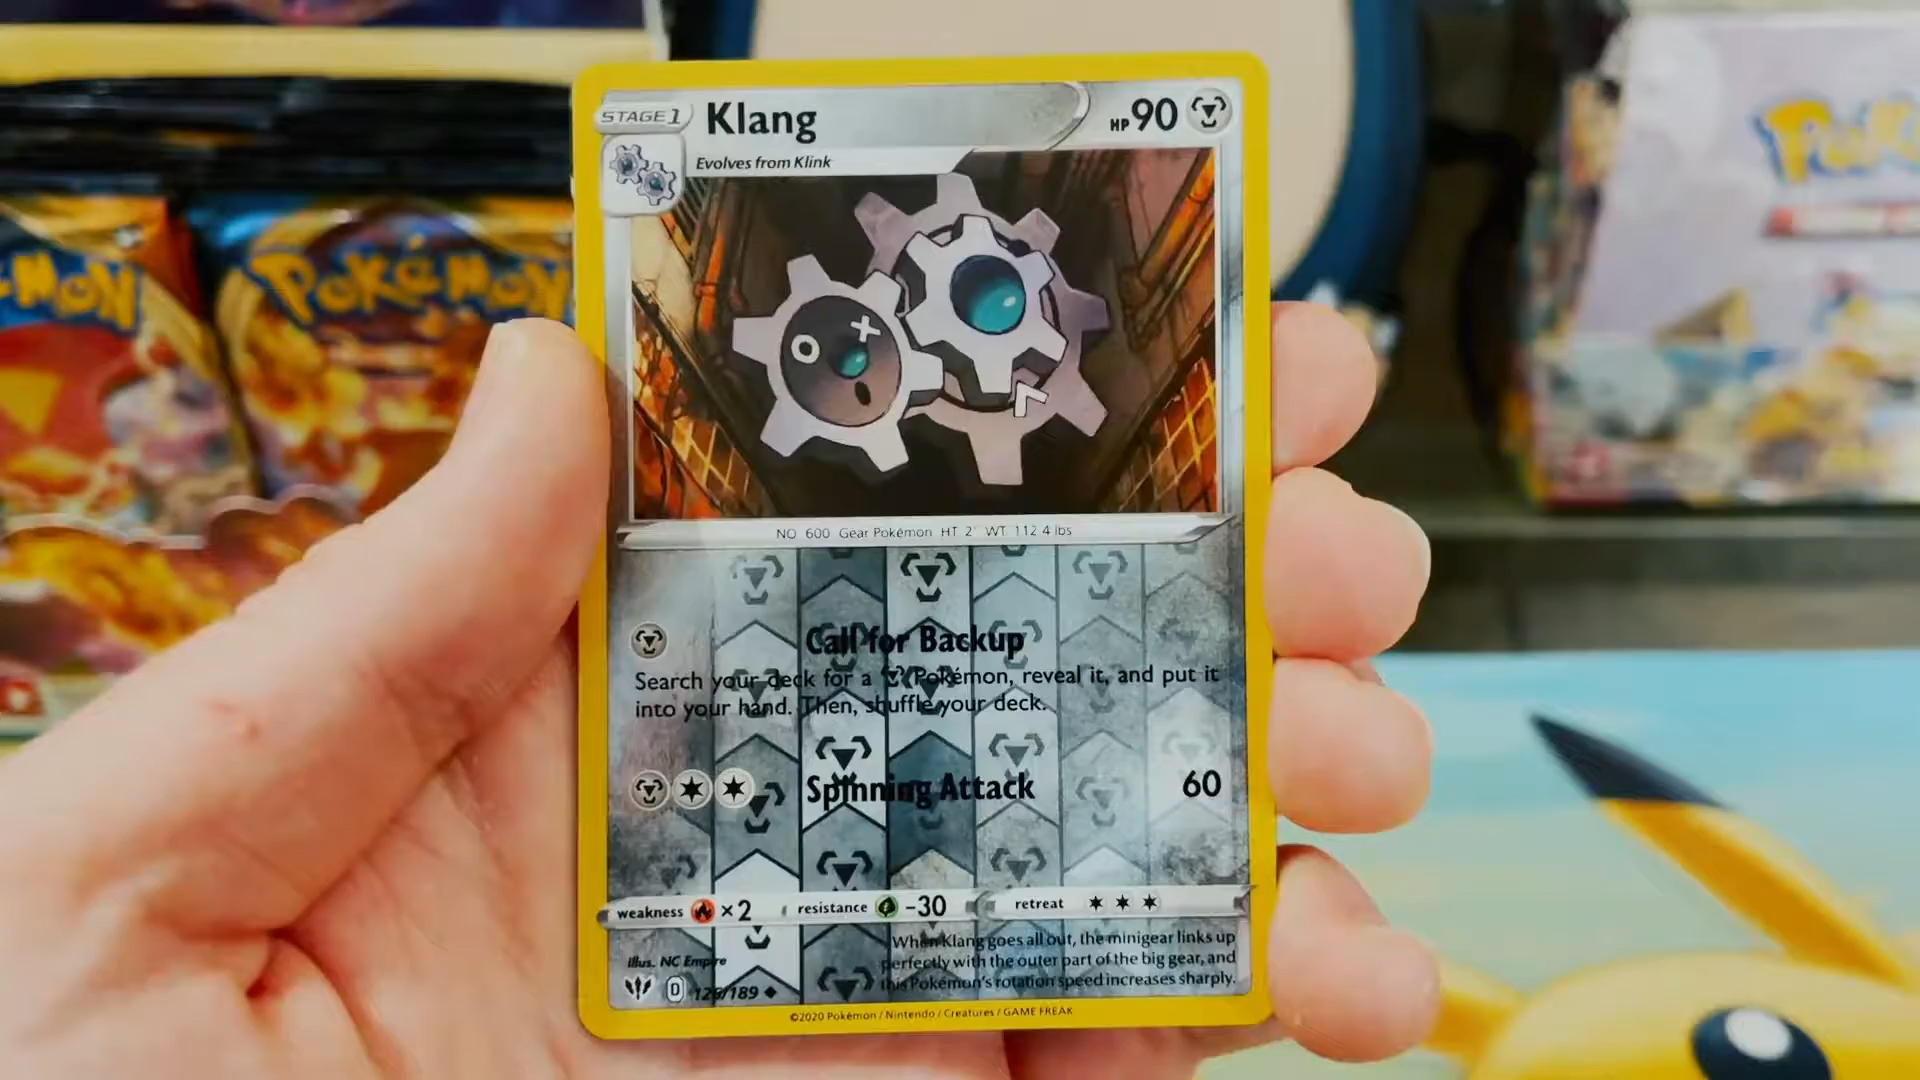 POKÉMON
STAGE 1
Klang
HP 90
Evolves from Klink
NO 600 Gear Pokémon HT 2' WT 112.4 lbs
Call for Backup
Search your deck for a Pokémon, reveal it, and put it
into your hand. Then, shuffle your deck.
Spinning Attack 60
weakness ×2 resistance -30 retreat
When Klang goes all out, the minigear links up
perfectly with the outer part of the big gear, and
this Pokémon's rotation speed increases sharply.
Illus. NC Empire
D
©2020 Pokémon / Nintendo / Creatures / GAME FREAK